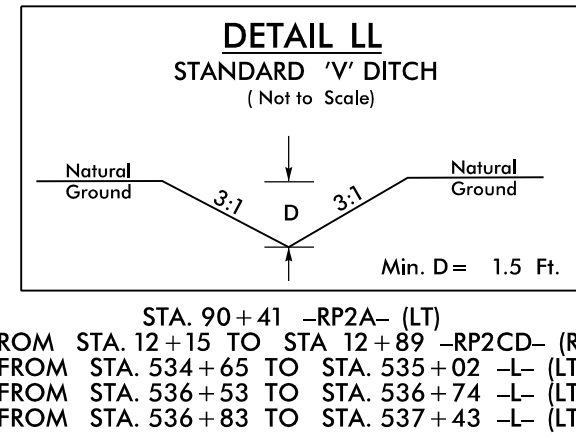 DETAIL LL
STANDARD 'V' DITCH
( Not to Scale)
Natural
Ground
3:1
D
3:1
Natural
Ground
Min. D= 1.5 Ft.
STA. 90+41 -RP2A- (LT)
ROM STA. 12+15 TO STA 12+89 -RP2CD- (R
FROM STA. 534+65 TO STA. 535+02 -L- (LT
FROM STA. 536+53 TO STA. 536+74 -L- (LT
FROM STA. 536+83 TO STA. 537+43 -L- (LT